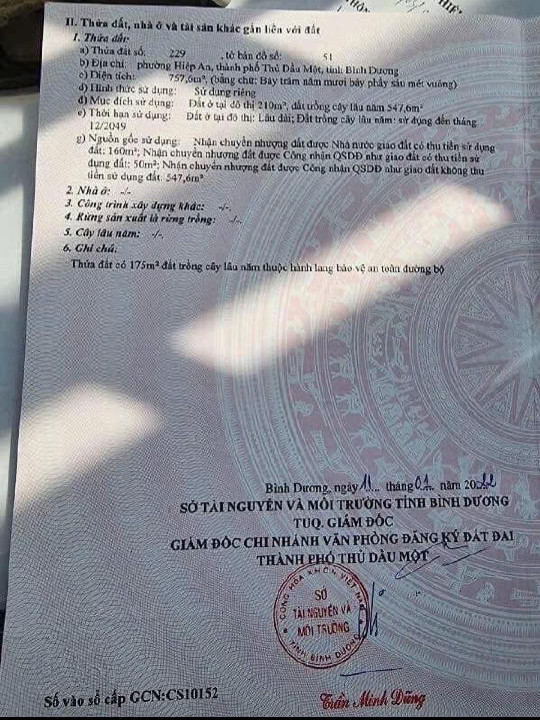 II. Thửa đất, nhà ở và tài sản khác gắn liền với đất
1. Thửa đất:
a) Thửa đất số: 229 , tờ bản đồ số: 51
b) Địa chỉ: phường Hiệp An, thành phố Thủ Dầu Một, tỉnh Bình Dương
c) Diện tích: 757,6m², (bằng chữ: Bảy trăm năm mươi bảy phẩy sáu mét vuông)
d) Hình thức sử dụng: Sử dụng riêng
đ) Mục đích sử dụng: Đất ở tại đô thị 210m², đất trồng cây lâu năm 547,6m²
e) Thời hạn sử dụng: Đất ở tại đô thị: Lâu dài; Đất trồng cây lâu năm: sử dụng đến tháng
12/2049
g) Nguồn gốc sử dụng: Nhận chuyển nhượng đất được Nhà nước giao đất có thu tiền sử dụng
đất: 160m²; Nhận chuyển nhượng đất được Công nhận QSDĐ như giao đất có thu tiền sử
dụng đất: 50m²; Nhận chuyển nhượng đất được Công nhận QSDĐ như giao đất không thu
tiền sử dụng đất: 547,6m²
2. Nhà ở: -/-
3. Công trình xây dựng khác: -/-.
4. Rừng sản xuất là rừng trồng: -/-.
5. Cây lâu năm: -/-.
6. Ghi chú:
Thửa đất có 175m² đất trồng cây lâu năm thuộc hành lang bảo vệ an toàn đường bộ
Bình Dương, ngày 11 tháng 01 năm
SỞ TÀI NGUYÊN VÀ MÔI TRƯỜNG TỈNH BÌNH DƯƠNG
TUQ. GIÁM ĐỐC
GIÁM ĐỐC CHI NHÁNH VĂN PHÒNG ĐĂNG KÝ ĐẤT ĐAI
THÀNH PHỐ THỦ DẦU MỘT
CỘNG HÒA X.H.C.N VIỆT NAM
SỞ
TÀI NGUYÊN VÀ
MÔI TRƯỜNG
TỈNH BÌNH DƯƠNG
Số vào sổ cấp GCN:CS10152
Trần Minh Dũng